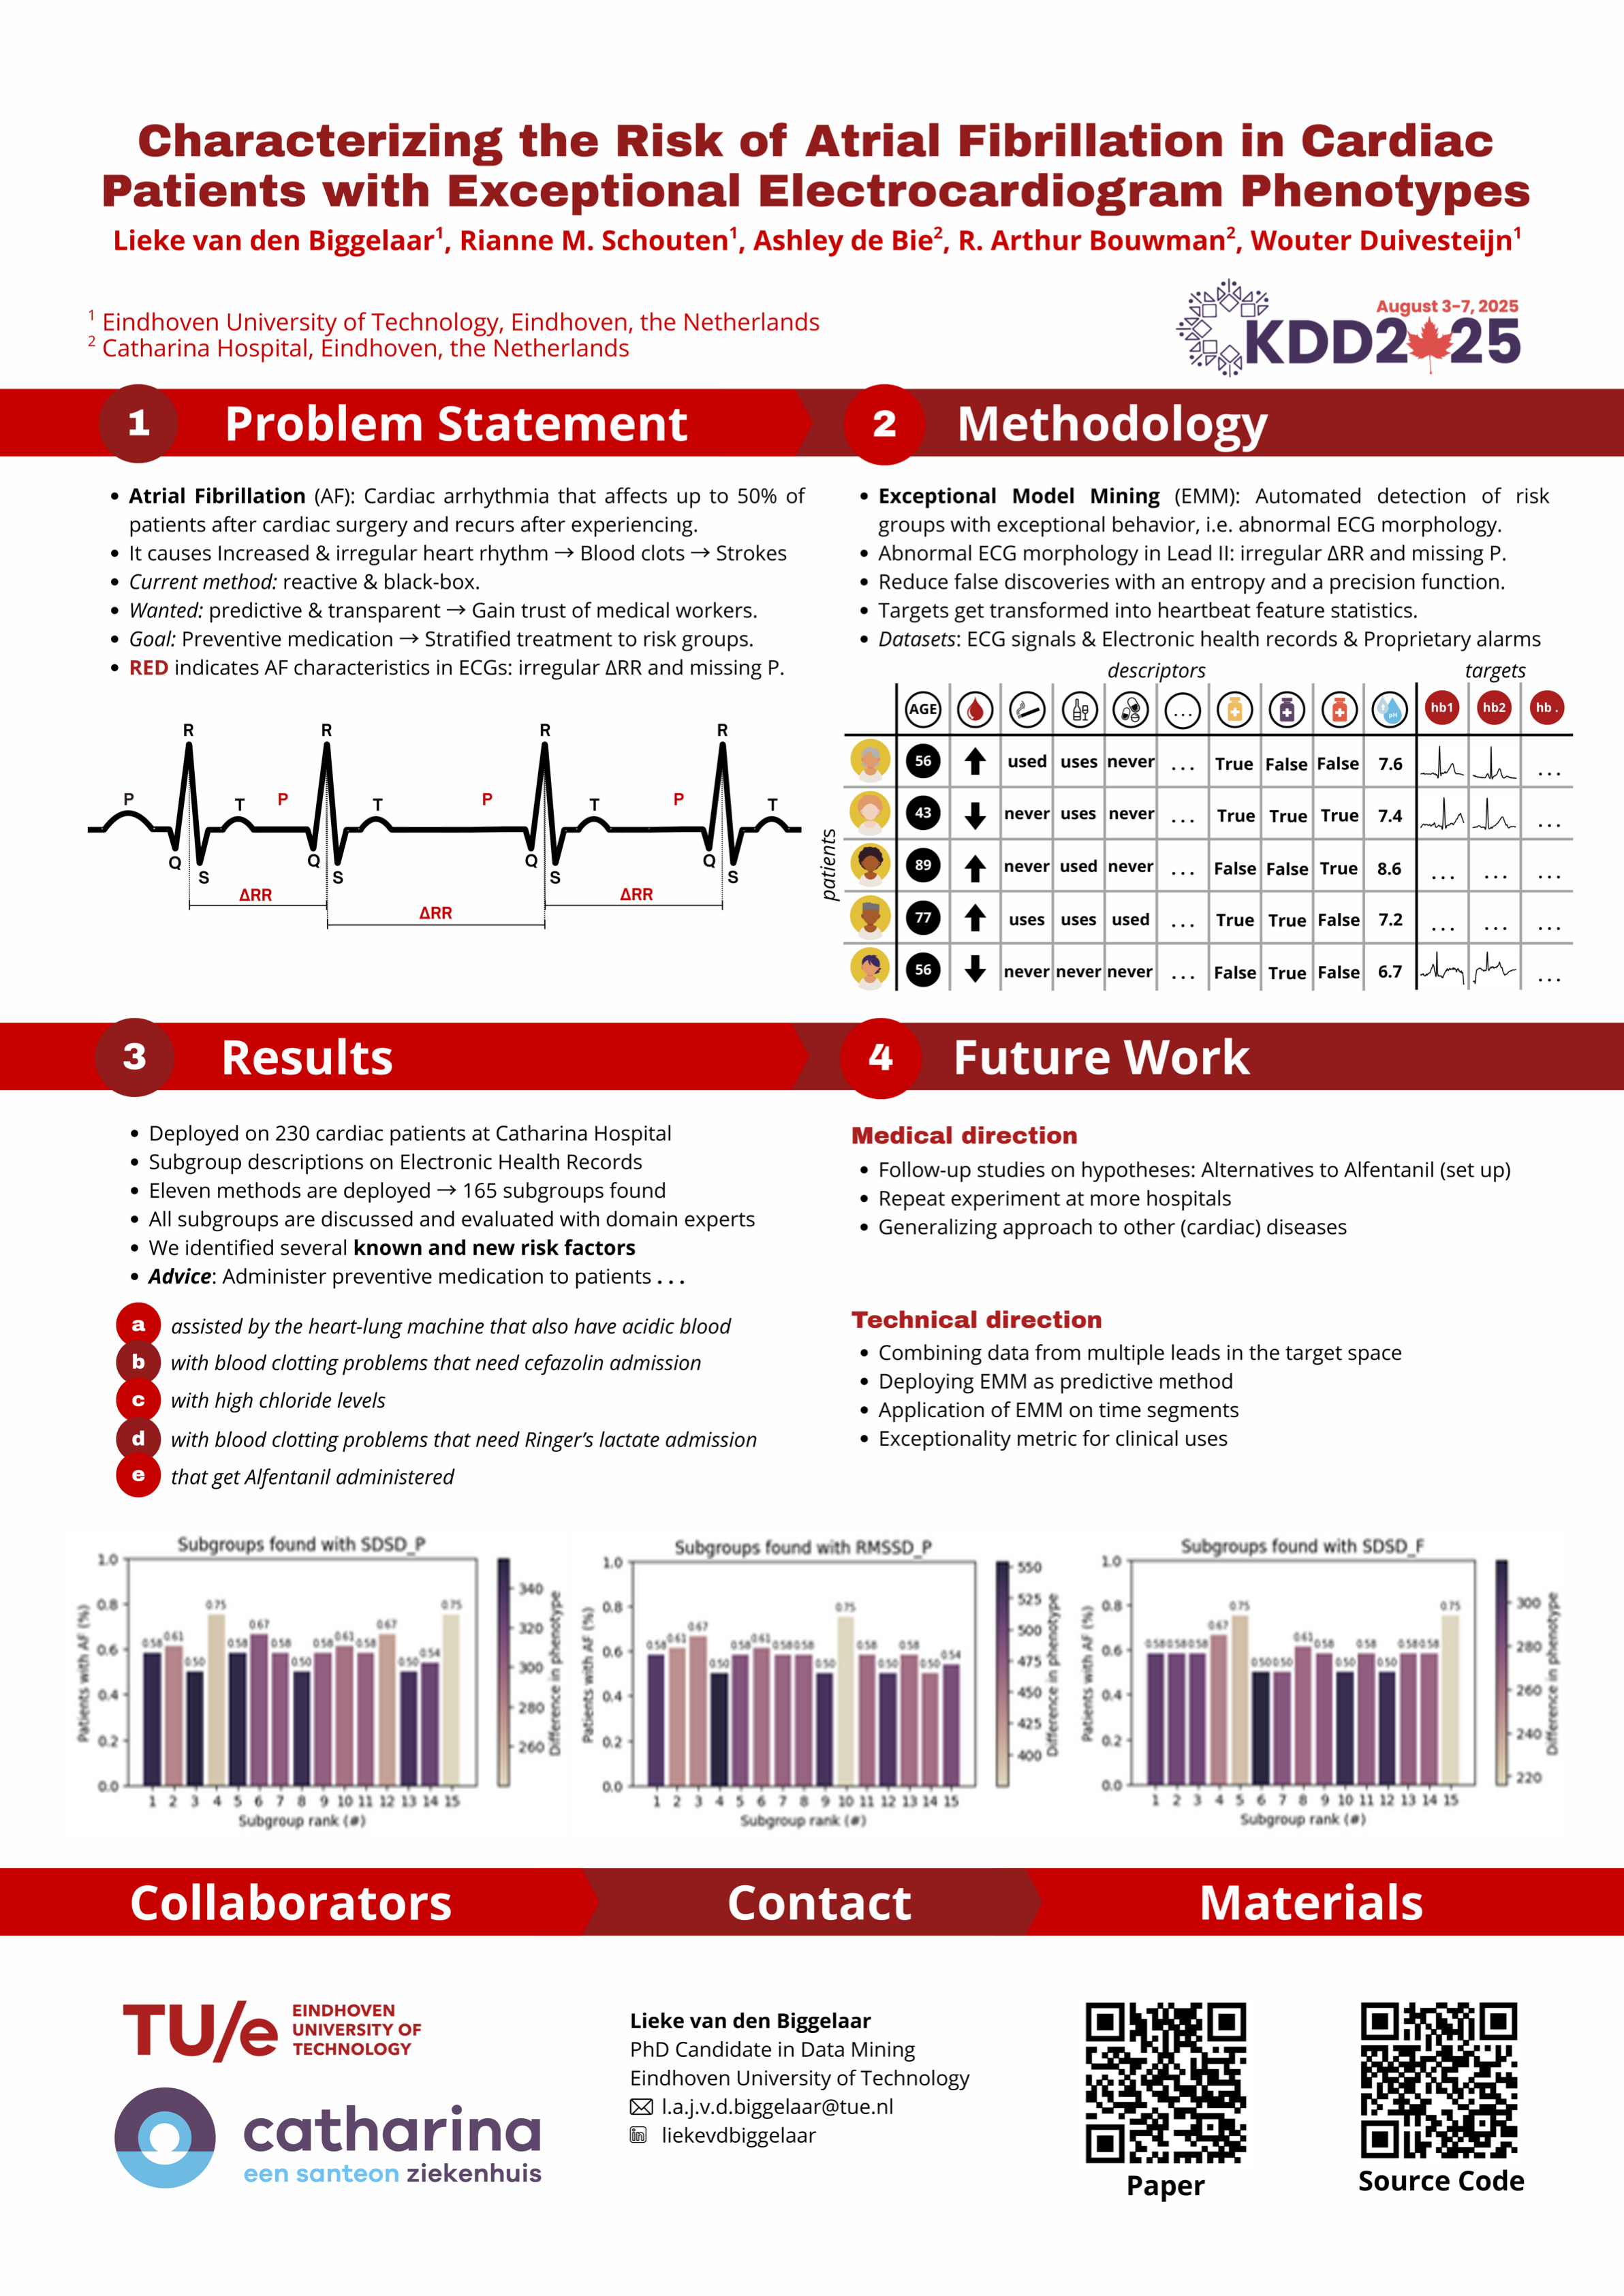 Characterizing the Risk of Atrial Fibrillation in Cardiac
Patients with Exceptional Electrocardiogram Phenotypes
Lieke van den Biggelaar¹, Rianne M. Schouten¹, Ashley de Bie², R. Arthur Bouwman², Wouter Duivesteijn¹
¹ Eindhoven University of Technology, Eindhoven, the Netherlands
² Catharina Hospital, Eindhoven, the Netherlands
August 3-7, 2025
KDD2025
1 Problem Statement
• Atrial Fibrillation (AF): Cardiac arrhythmia that affects up to 50% of
patients after cardiac surgery and recurs after experiencing.
• It causes Increased & irregular heart rhythm → Blood clots → Strokes
• Current method: reactive & black-box.
• Wanted: predictive & transparent → Gain trust of medical workers.
• Goal: Preventive medication → Stratified treatment to risk groups.
• RED indicates AF characteristics in ECGs: irregular ΔRR and missing P.
R R R R
P T P T P T P T
Q Q Q Q
S S S S
ΔRR ΔRR ΔRR
2 Methodology
• Exceptional Model Mining (EMM): Automated detection of risk
groups with exceptional behavior, i.e. abnormal ECG morphology.
• Abnormal ECG morphology in Lead II: irregular ΔRR and missing P.
• Reduce false discoveries with an entropy and a precision function.
• Targets get transformed into heartbeat feature statistics.
• Datasets: ECG signals & Electronic health records & Proprietary alarms
descriptors targets
AGE ... pH hb1 hb2 hb .
patients
56 used uses never ... True False False 7.6 ...
43 never uses never ... True True True 7.4 ...
89 never used never ... False False True 8.6 ... ... ...
77 uses uses used ... True True False 7.2 ... ... ...
56 never never never ... False True False 6.7 ...
3 Results
• Deployed on 230 cardiac patients at Catharina Hospital
• Subgroup descriptions on Electronic Health Records
• Eleven methods are deployed → 165 subgroups found
• All subgroups are discussed and evaluated with domain experts
• We identified several known and new risk factors
• Advice: Administer preventive medication to patients . . .
a assisted by the heart-lung machine that also have acidic blood
b with blood clotting problems that need cefazolin admission
c with high chloride levels
d with blood clotting problems that need Ringer's lactate admission
e that get Alfentanil administered
4 Future Work
Medical direction
• Follow-up studies on hypotheses: Alternatives to Alfentanil (set up)
• Repeat experiment at more hospitals
• Generalizing approach to other (cardiac) diseases
Technical direction
• Combining data from multiple leads in the target space
• Deploying EMM as predictive method
• Application of EMM on time segments
• Exceptionality metric for clinical uses
Subgroups found with SDSD_P
Patients with AF (%)
1.0
0.8
0.6
0.4
0.2
0.0
0.58 0.61 0.50 0.75 0.58 0.67 0.58 0.50 0.58 0.61 0.58 0.67 0.50 0.54 0.75
1 2 3 4 5 6 7 8 9 10 11 12 13 14 15
Subgroup rank (#)
340
320
300
280
260
Difference in phenotype
Subgroups found with RMSSD_P
Patients with AF (%)
1.0
0.8
0.6
0.4
0.2
0.0
0.58 0.61 0.67 0.50 0.58 0.61 0.58 0.58 0.50 0.75 0.58 0.50 0.58 0.50 0.54
1 2 3 4 5 6 7 8 9 10 11 12 13 14 15
Subgroup rank (#)
550
525
500
475
450
425
400
Difference in phenotype
Subgroups found with SDSD_F
Patients with AF (%)
1.0
0.8
0.6
0.4
0.2
0.0
0.58 0.58 0.58 0.67 0.75 0.50 0.50 0.61 0.58 0.50 0.58 0.50 0.58 0.58 0.75
1 2 3 4 5 6 7 8 9 10 11 12 13 14 15
Subgroup rank (#)
300
280
260
240
220
Difference in phenotype
Collaborators
TU/e EINDHOVEN
UNIVERSITY OF
TECHNOLOGY
catharina
een santeon ziekenhuis
Contact
Lieke van den Biggelaar
PhD Candidate in Data Mining
Eindhoven University of Technology
l.a.j.v.d.biggelaar@tue.nl
in liekevdbiggelaar
Materials
Paper
Source Code